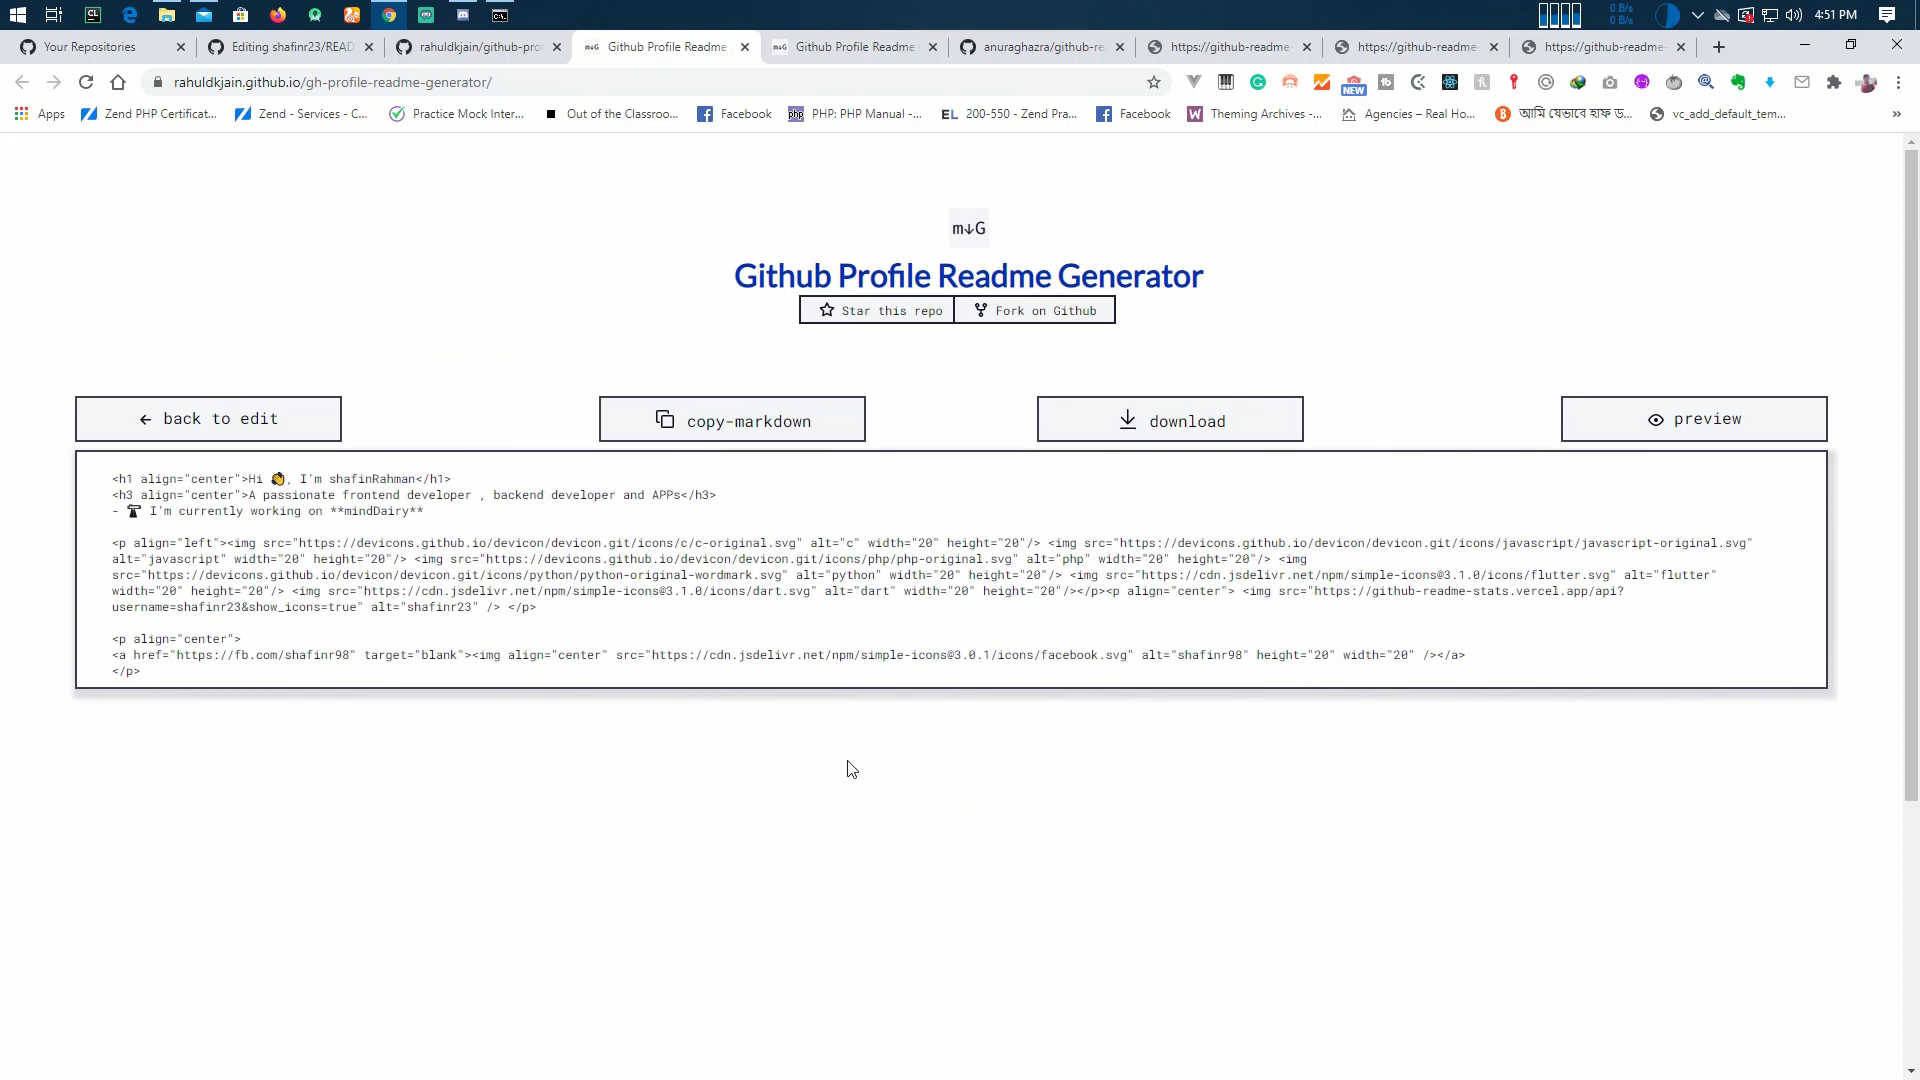 0 B/s
0 B/s
4:51 PM
Your Repositories
Editing shafinr23/READ
rahuldkjain/github-pro
Github Profile Readme
Github Profile Readme
anuraghazra/github-re
https://github-readme-
https://github-readme-
https://github-readme-
rahuldkjain.github.io/gh-profile-readme-generator/
NEW
Apps
Zend PHP Certificat...
Zend - Services - C...
Practice Mock Inter...
Out of the Classroo...
Facebook
PHP: PHP Manual -...
EL 200-550 - Zend Pra...
Facebook
Theming Archives -...
Agencies – Real Ho...
আমি যেভাবে হাফ ড...
vc_add_default_tem...
m↓G
Github Profile Readme Generator
Star this repo
Fork on Github
← back to edit
copy-markdown
download
preview
<h1 align="center">Hi 👋, I'm shafinRahman</h1>
<h3 align="center">A passionate frontend developer , backend developer and APPs</h3>
- 🔭 I'm currently working on **mindDairy**
<p align="left"><img src="https://devicons.github.io/devicon/devicon.git/icons/c/c-original.svg" alt="c" width="20" height="20"/> <img src="https://devicons.github.io/devicon/devicon.git/icons/javascript/javascript-original.svg"
alt="javascript" width="20" height="20"/> <img src="https://devicons.github.io/devicon/devicon.git/icons/php/php-original.svg" alt="php" width="20" height="20"/> <img
src="https://devicons.github.io/devicon/devicon.git/icons/python/python-original-wordmark.svg" alt="python" width="20" height="20"/> <img src="https://cdn.jsdelivr.net/npm/simple-icons@3.1.0/icons/flutter.svg" alt="flutter"
width="20" height="20"/> <img src="https://cdn.jsdelivr.net/npm/simple-icons@3.1.0/icons/dart.svg" alt="dart" width="20" height="20"/></p><p align="center"> <img src="https://github-readme-stats.vercel.app/api?
username=shafinr23&show_icons=true" alt="shafinr23" /> </p>
<p align="center">
<a href="https://fb.com/shafinr98" target="blank"><img align="center" src="https://cdn.jsdelivr.net/npm/simple-icons@3.0.1/icons/facebook.svg" alt="shafinr98" height="20" width="20" /></a>
</p>